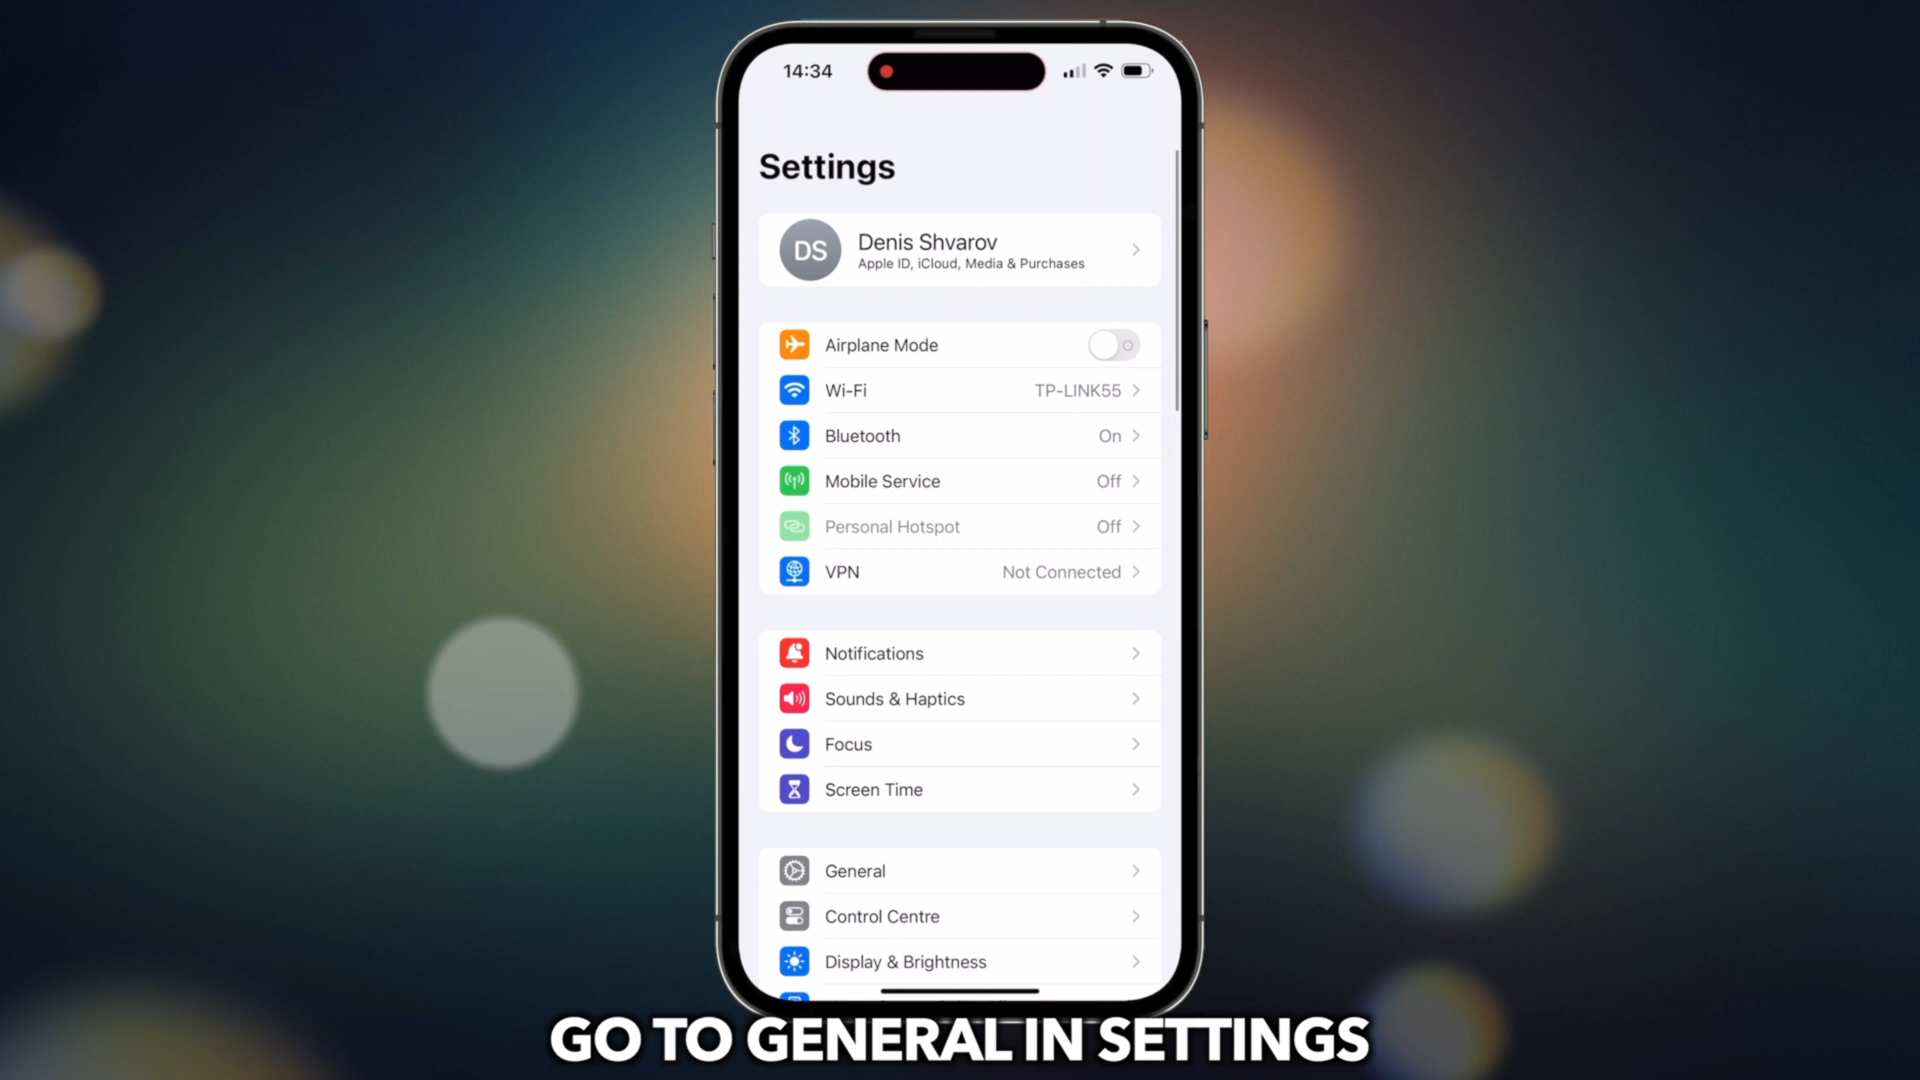 14:34
Settings
DS
Denis Shvarov
Apple ID, iCloud, Media & Purchases
Airplane Mode
Wi-Fi TP-LINK55
Bluetooth On
Mobile Service Off
Personal Hotspot Off
VPN Not Connected
Notifications
Sounds & Haptics
Focus
Screen Time
General
Control Centre
Display & Brightness
GO TO GENERAL IN SETTINGS